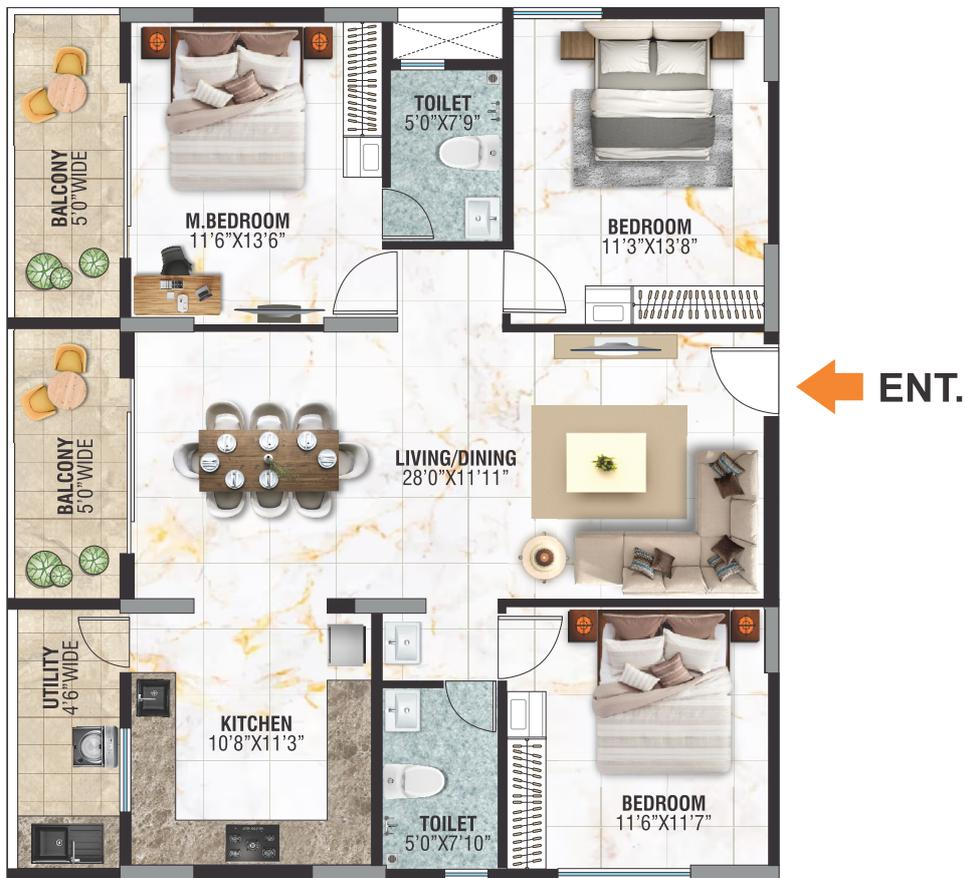 TOILET
5'0"X7'9"
BALCONY
5'0"WIDE
M.BEDROOM
11'6"X13'6"
BEDROOM
11'3"X13'8"
ENT.
BALCONY
5'0"WIDE
LIVING/DINING
28'0"X11'11"
UTILITY
4'6"WIDE
KITCHEN
10'8"X11'3"
TOILET
5'0"X7'10"
BEDROOM
11'6"X11'7"